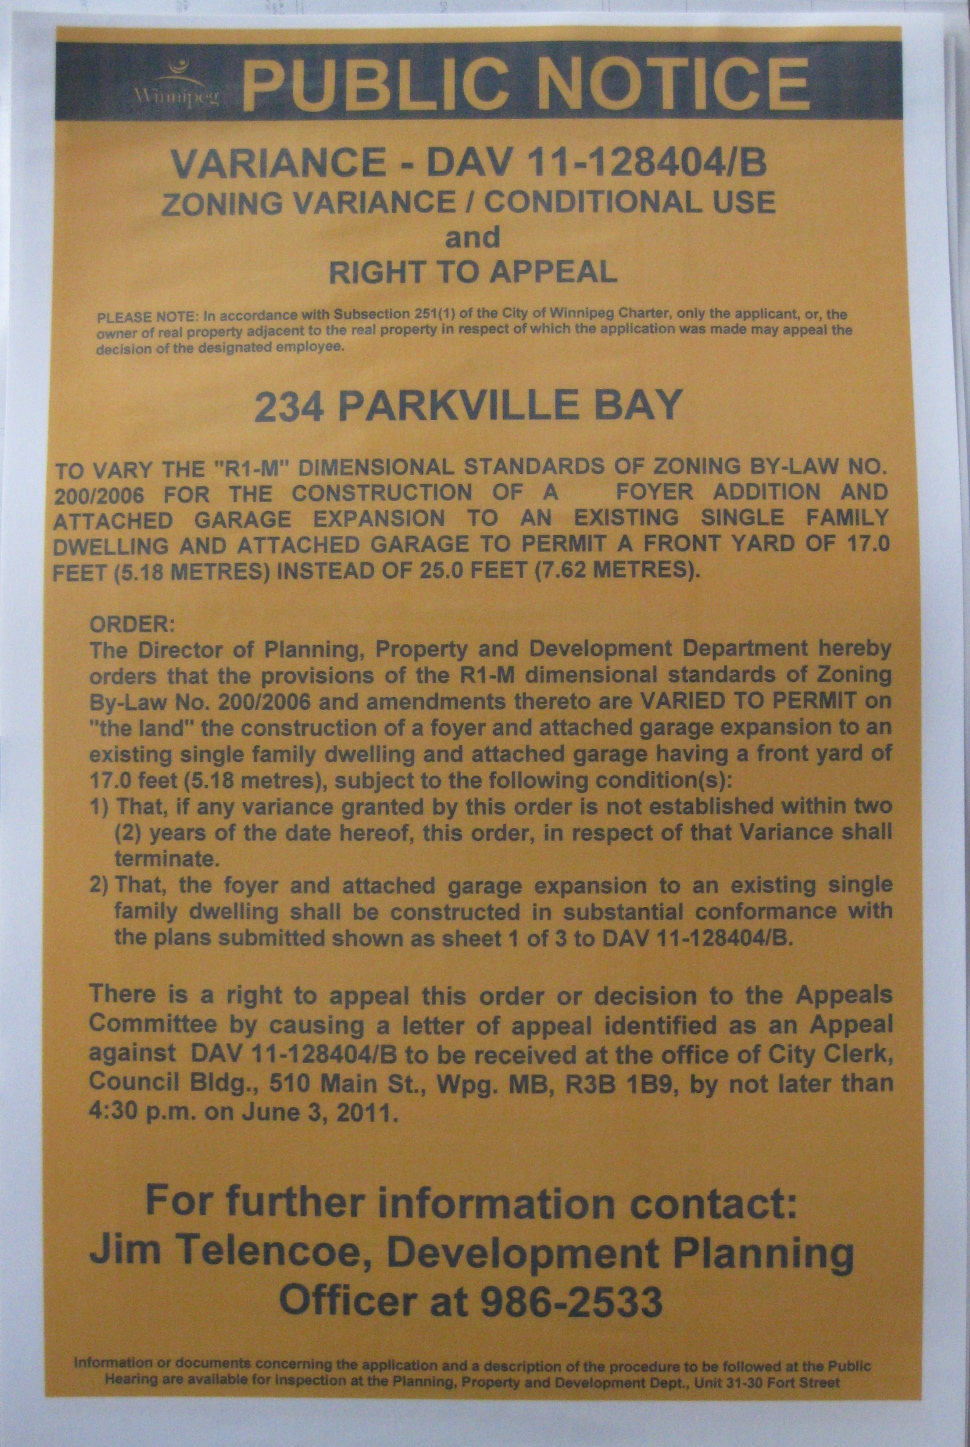 Winnipeg
PUBLIC NOTICE
VARIANCE - DAV 11-128404/B
ZONING VARIANCE / CONDITIONAL USE
and
RIGHT TO APPEAL
PLEASE NOTE: In accordance with Subsection 251(1) of the City of Winnipeg Charter, only the applicant, or, the
owner of real property adjacent to the real property in respect of which the application was made may appeal the
decision of the designated employee.
234 PARKVILLE BAY
TO VARY THE "R1-M" DIMENSIONAL STANDARDS OF ZONING BY-LAW NO.
200/2006 FOR THE CONSTRUCTION OF A FOYER ADDITION AND
ATTACHED GARAGE EXPANSION TO AN EXISTING SINGLE FAMILY
DWELLING AND ATTACHED GARAGE TO PERMIT A FRONT YARD OF 17.0
FEET (5.18 METRES) INSTEAD OF 25.0 FEET (7.62 METRES).
ORDER:
The Director of Planning, Property and Development Department hereby
orders that the provisions of the R1-M dimensional standards of Zoning
By-Law No. 200/2006 and amendments thereto are VARIED TO PERMIT on
"the land" the construction of a foyer and attached garage expansion to an
existing single family dwelling and attached garage having a front yard of
17.0 feet (5.18 metres), subject to the following condition(s):
1) That, if any variance granted by this order is not established within two
(2) years of the date hereof, this order, in respect of that Variance shall
terminate.
2) That, the foyer and attached garage expansion to an existing single
family dwelling shall be constructed in substantial conformance with
the plans submitted shown as sheet 1 of 3 to DAV 11-128404/B.
There is a right to appeal this order or decision to the Appeals
Committee by causing a letter of appeal identified as an Appeal
against DAV 11-128404/B to be received at the office of City Clerk,
Council Bldg., 510 Main St., Wpg. MB, R3B 1B9, by not later than
4:30 p.m. on June 3, 2011.
For further information contact:
Jim Telencoe, Development Planning
Officer at 986-2533
Information or documents concerning the application and a description of the procedure to be followed at the Public
Hearing are available for inspection at the Planning, Property and Development Dept., Unit 31-30 Fort Street